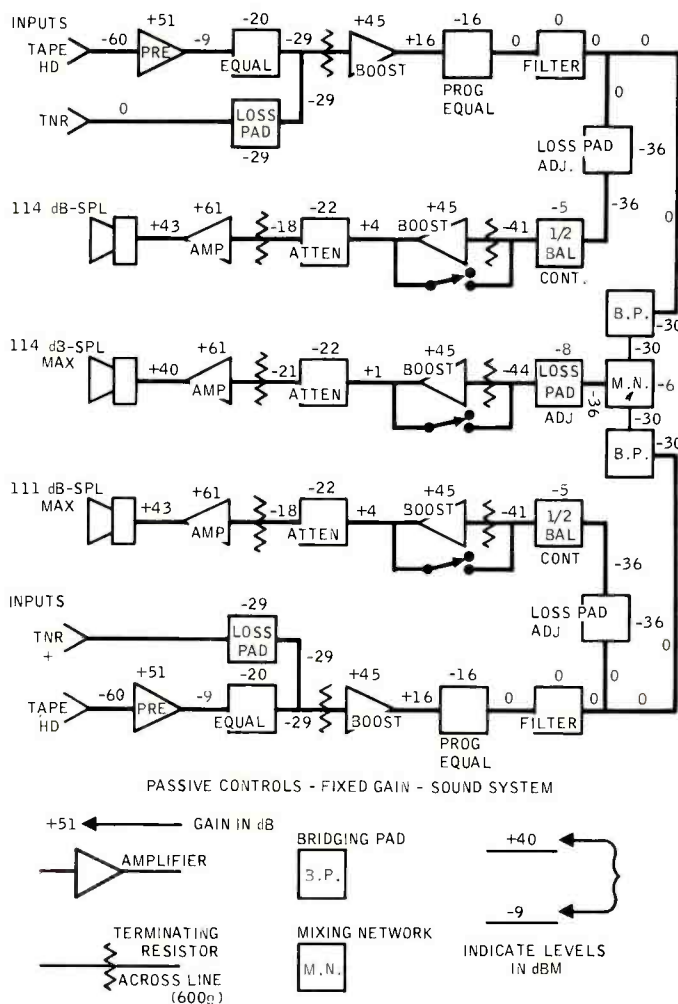 INPUTS +51 -20 +45 -16 0
TAPE HD -60 PRE -9 EQUAL -29 BOOST +16 PROG EQUAL 0 FILTER 0 0 0
TNR 0 LOSS PAD -29 -29 0
LOSS PAD ADJ. -36
-36 0
114 dB-SPL +61 -22 +45 -5
+43 AMP -18 ATTEN +4 BOOST -41 1/2 BAL CONT.
B.P. -30
-30
114 dB-SPL MAX +61 -22 +45 -8
+40 AMP -21 ATTEN +1 BOOST -44 LOSS PAD ADJ -36 M.N. -6
-30
B.P. -30
111 dB-SPL MAX +61 -22 +45 -5
+43 AMP -18 ATTEN +4 BOOST -41 1/2 BAL CONT
-36
INPUTS -29 LOSS PAD ADJ -36
TNR + LOSS PAD -29 0
+51 -20 +45 -16 0 0
TAPE HD -60 PRE -9 EQUAL -29 BOOST +16 PROG EQUAL 0 FILTER 0 0
PASSIVE CONTROLS - FIXED GAIN - SOUND SYSTEM
+51 GAIN IN dB
AMPLIFIER
BRIDGING PAD
B.P.
+40
-9
INDICATE LEVELS
IN dBM
TERMINATING
RESISTOR
ACROSS LINE
(600Ω)
MIXING NETWORK
M.N.